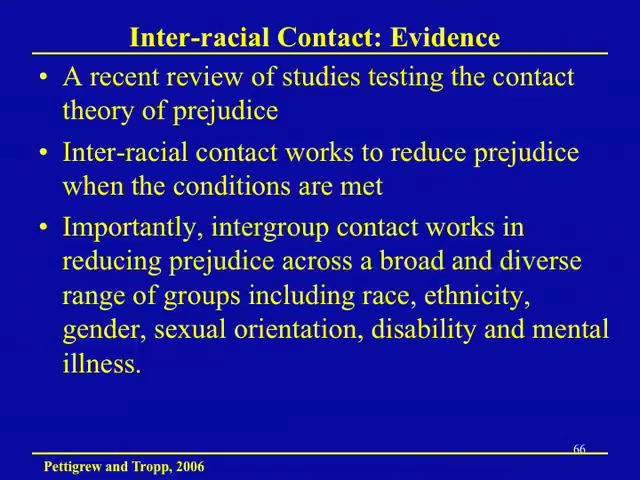 Inter-racial Contact: Evidence
• A recent review of studies testing the contact
theory of prejudice
• Inter-racial contact works to reduce prejudice
when the conditions are met
• Importantly, intergroup contact works in
reducing prejudice across a broad and diverse
range of groups including race, ethnicity,
gender, sexual orientation, disability and mental
illness.
66
Pettigrew and Tropp, 2006